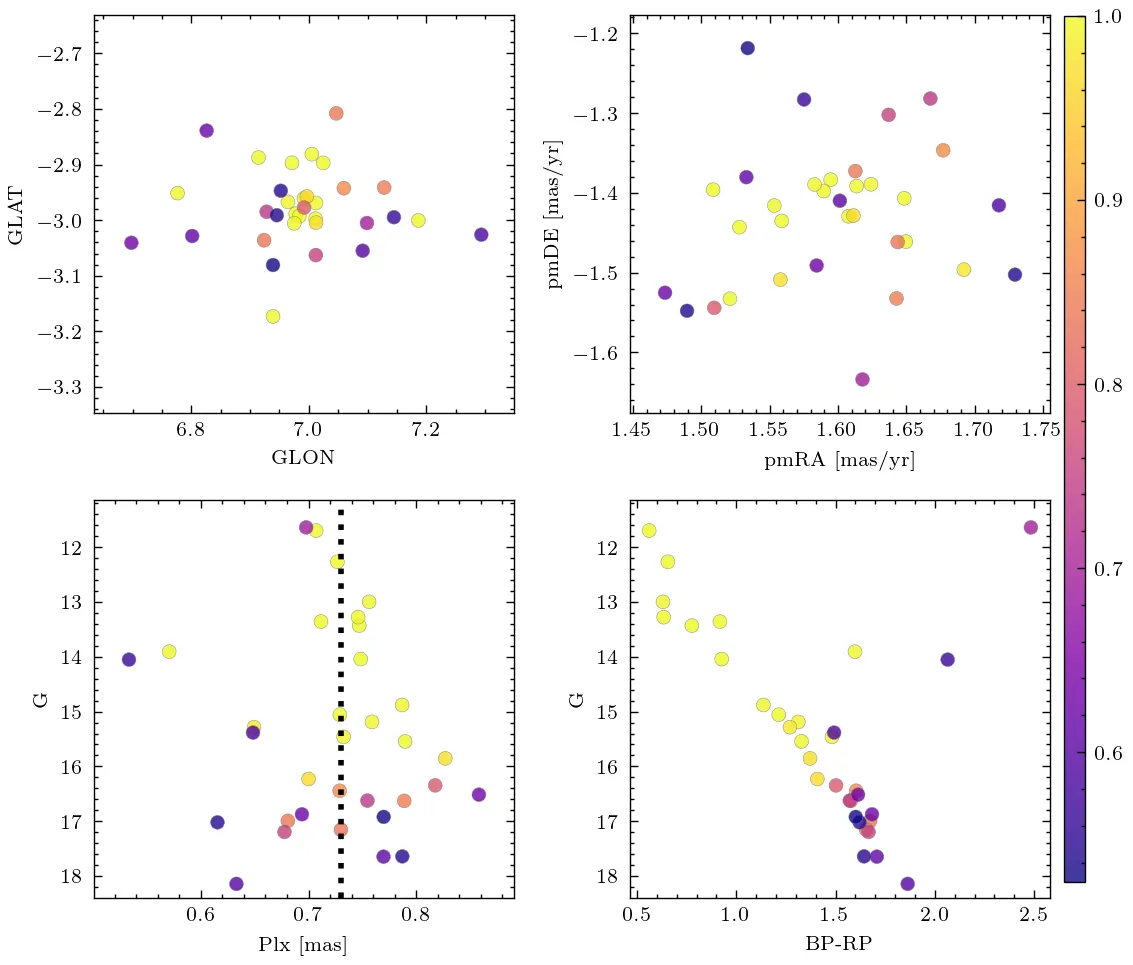 −2.7
−2.8
−2.9
−3.0
−3.1
−3.2
−3.3
GLAT
6.8 7.0 7.2
GLON
−1.2
−1.3
−1.4
−1.5
−1.6
pmDE [mas/yr]
1.45 1.50 1.55 1.60 1.65 1.70 1.75
pmRA [mas/yr]
1.0
0.9
0.8
0.7
0.6
12
13
14
15
16
17
18
G
0.6 0.7 0.8
Plx [mas]
12
13
14
15
16
17
18
G
0.5 1.0 1.5 2.0 2.5
BP-RP